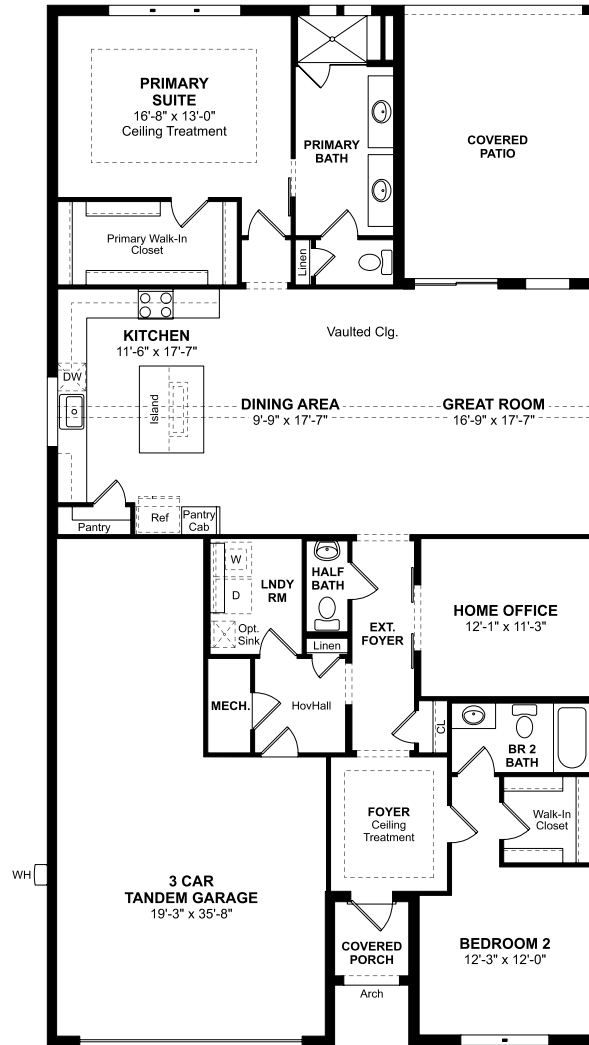 PRIMARY
SUITE
16'-8" x 13'-0"
Ceiling Treatment
PRIMARY
BATH
COVERED
PATIO
Primary Walk-In
Closet
Linen
KITCHEN
11'-6" x 17'-7"
Vaulted Clg.
DW
Island
DINING AREA
9'-9" x 17'-7"
GREAT ROOM
16'-9" x 17'-7"
Pantry
Ref
Pantry
Cab
W
D
LNDY
RM
Opt.
Sink
HALF
BATH
Linen
EXT.
FOYER
HOME OFFICE
12'-1" x 11'-3"
MECH.
HovHall
CL
BR 2
BATH
FOYER
Ceiling
Treatment
Walk-In
Closet
WH
3 CAR
TANDEM GARAGE
19'-3" x 35'-8"
COVERED
PORCH
Arch
BEDROOM 2
12'-3" x 12'-0"